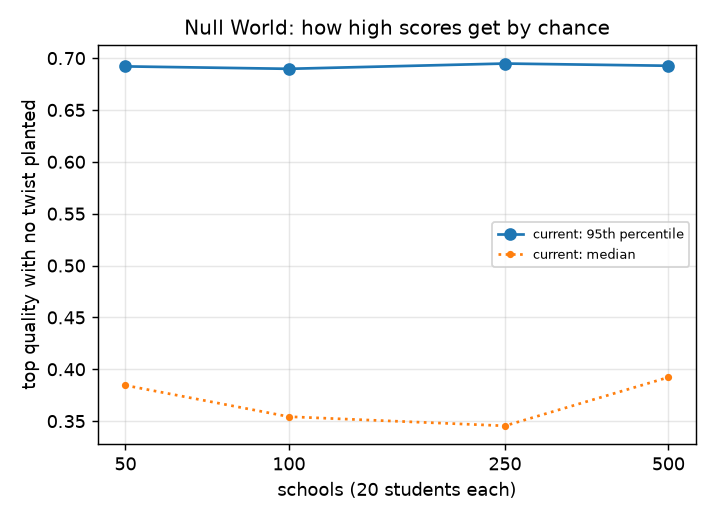 Null World: how high scores get by chance
top quality with no twist planted
0.70
0.65
0.60
0.55
0.50
0.45
0.40
0.35
current: 95th percentile
current: median
50 100 250 500
schools (20 students each)